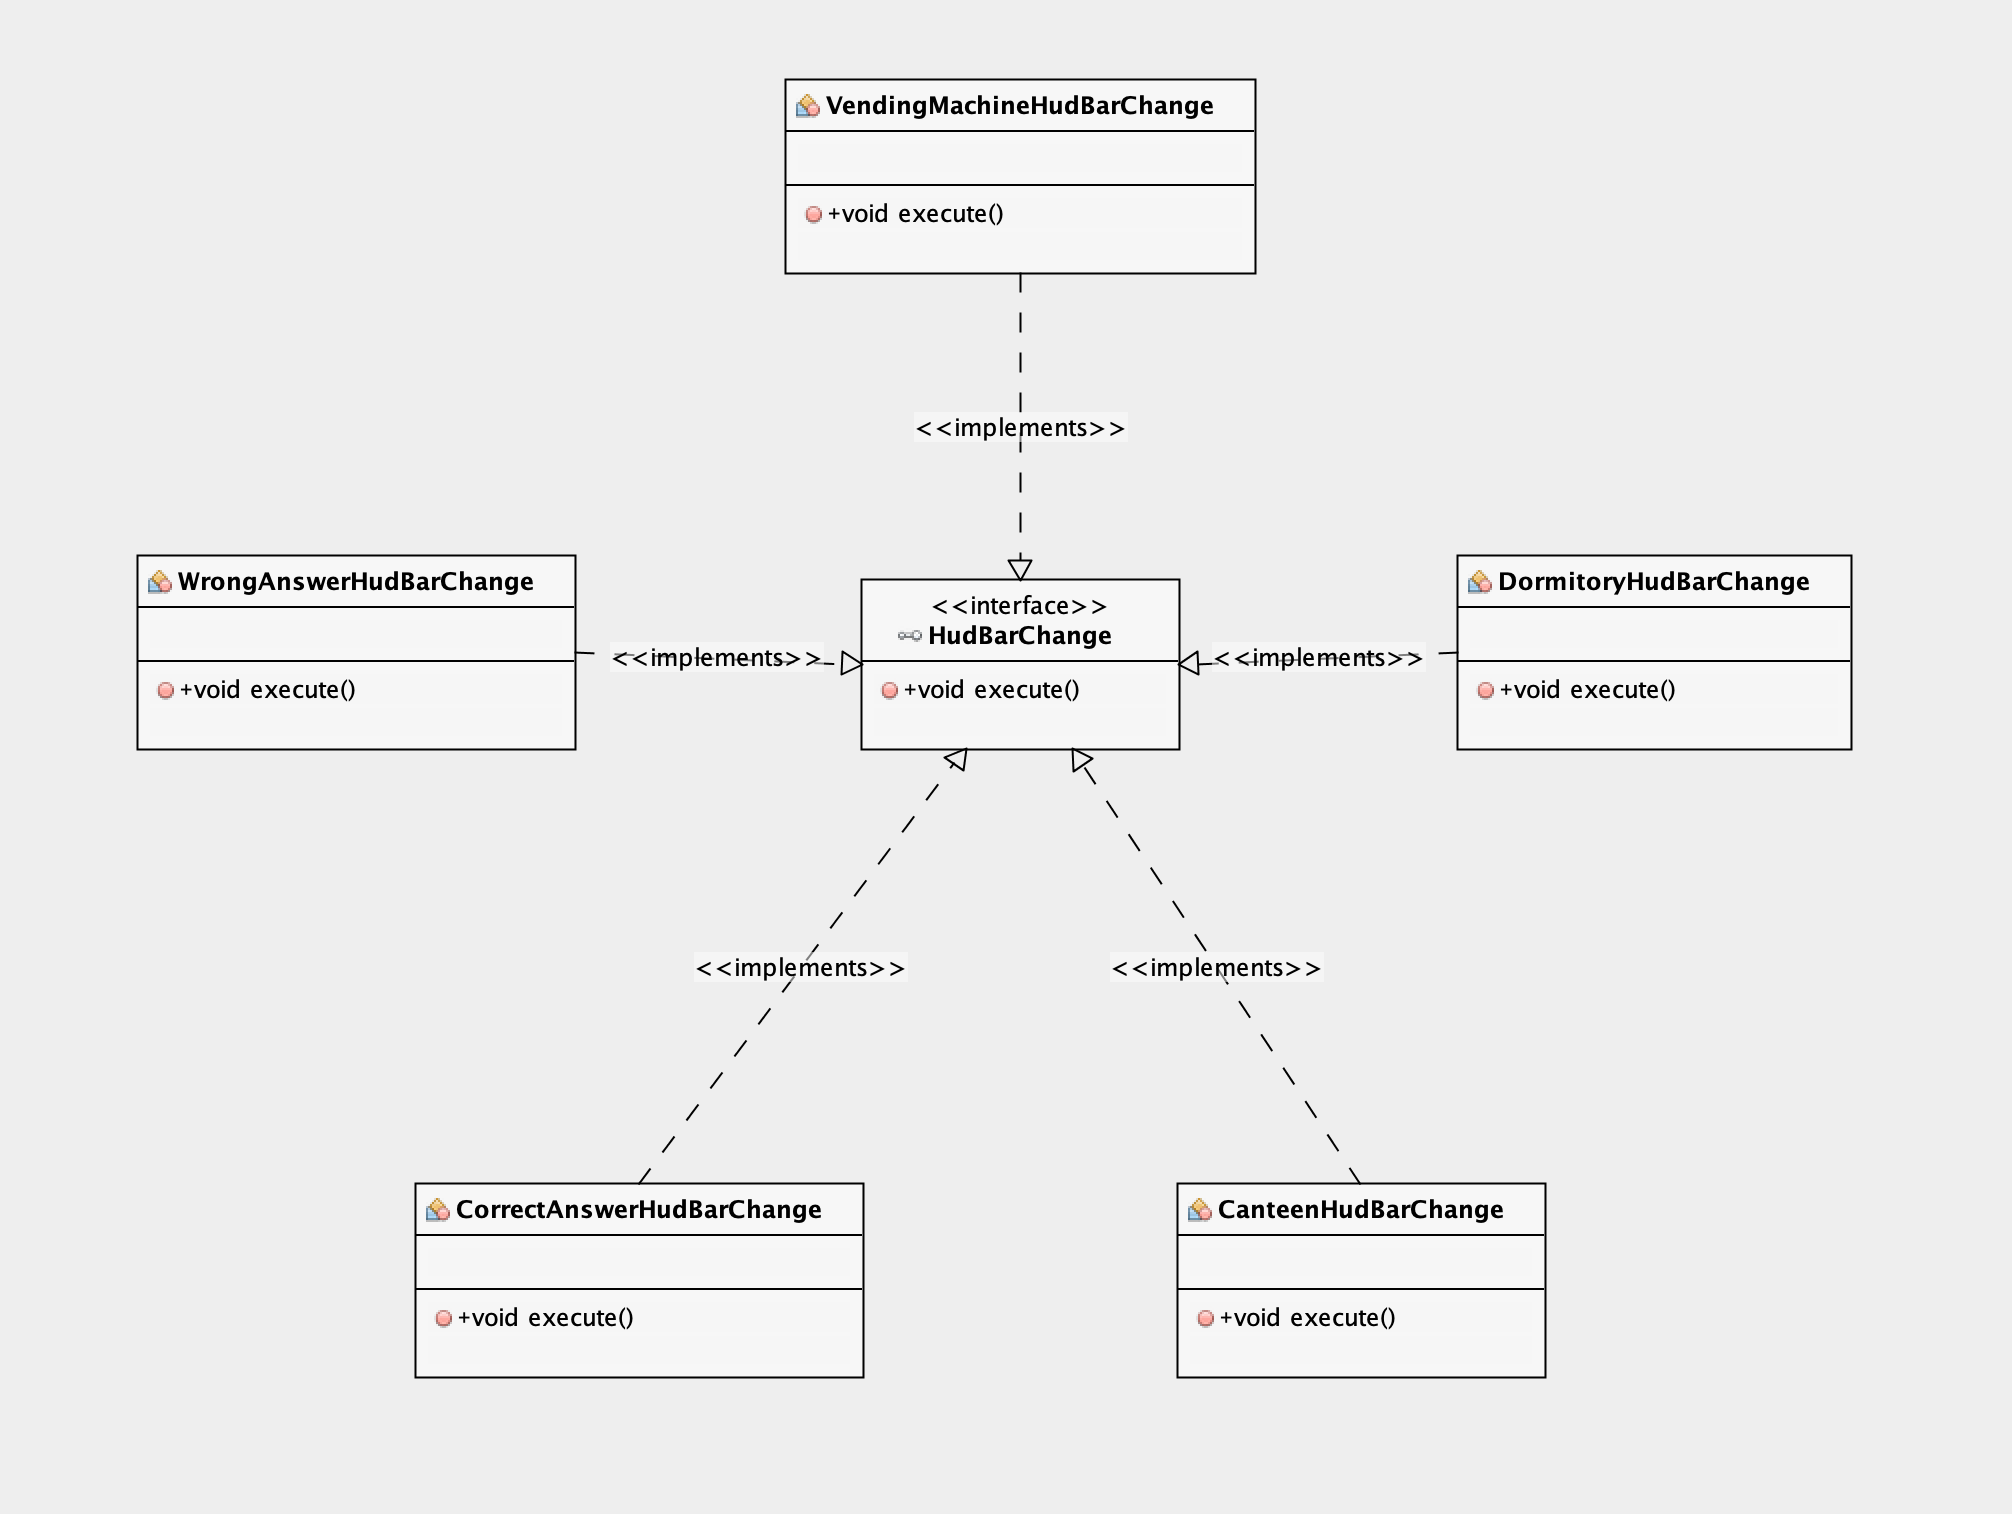 VendingMachineHudBarChange
+void execute()
<<implements>>
WrongAnswerHudBarChange
+void execute()
<<implements>>
<<interface>>
HudBarChange
+void execute()
<<implements>>
DormitoryHudBarChange
+void execute()
<<implements>>
<<implements>>
CorrectAnswerHudBarChange
+void execute()
CanteenHudBarChange
+void execute()